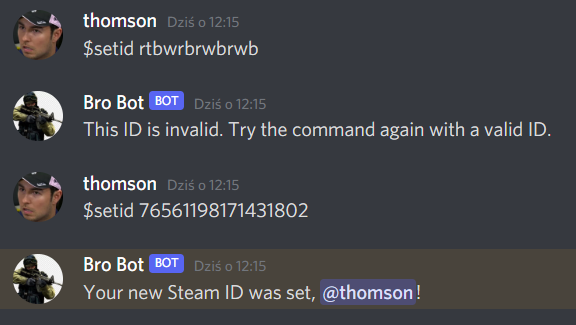 thomson Dziś o 12:15
$setid rtbwrbrwbrwb
Bro Bot BOT Dziś o 12:15
This ID is invalid. Try the command again with a valid ID.
thomson Dziś o 12:15
$setid 76561198171431802
Bro Bot BOT Dziś o 12:15
Your new Steam ID was set, @thomson!